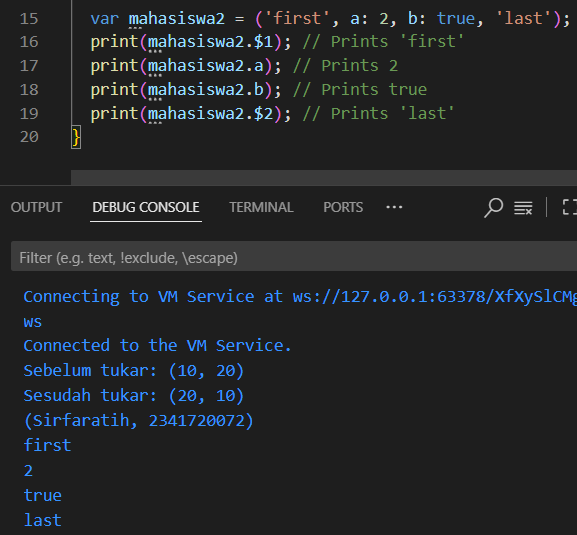 15 var mahasiswa2 = ('first', a: 2, b: true, 'last');
16 print(mahasiswa2.$1); // Prints 'first'
17 print(mahasiswa2.a); // Prints 2
18 print(mahasiswa2.b); // Prints true
19 print(mahasiswa2.$2); // Prints 'last'
20 }
OUTPUT DEBUG CONSOLE TERMINAL PORTS ···
Filter (e.g. text, !exclude, \escape)
Connecting to VM Service at ws://127.0.0.1:63378/XfXySlCMg
ws
Connected to the VM Service.
Sebelum tukar: (10, 20)
Sesudah tukar: (20, 10)
(Sirfaratih, 2341720072)
first
2
true
last